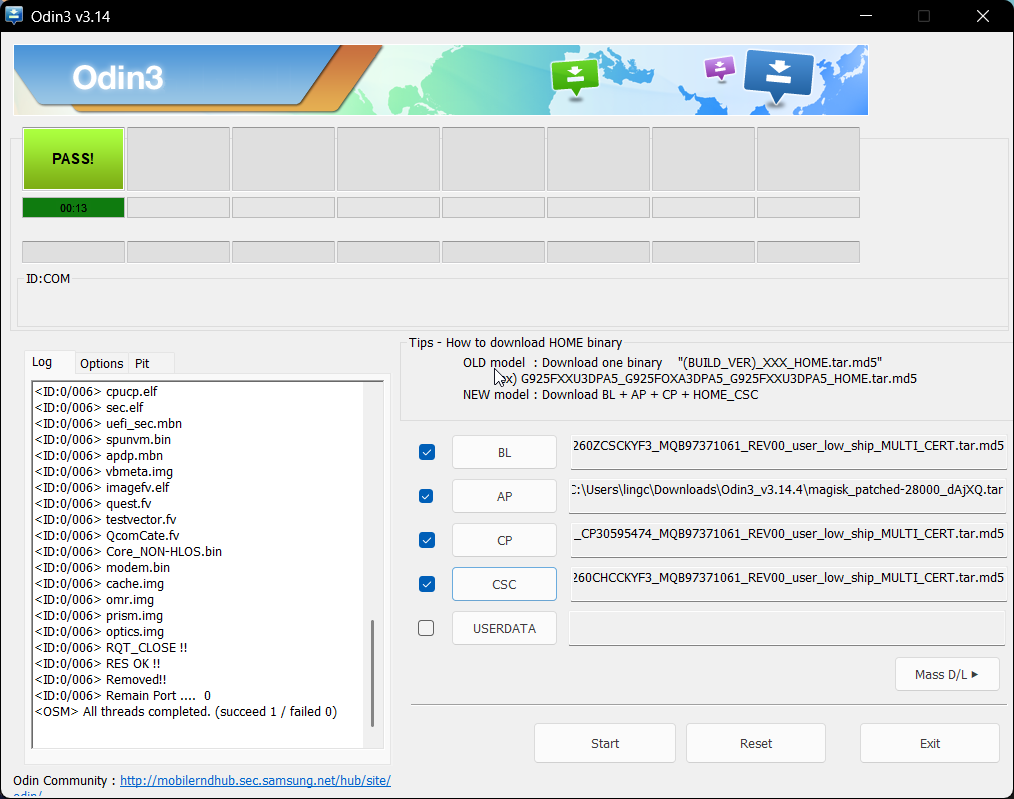 Odin3 v3.14
Odin3
PASS!
00:13
ID:COM
Log
Options
Pit
<ID:0/006> cpucp.elf
<ID:0/006> sec.elf
<ID:0/006> uefi_sec.mbn
<ID:0/006> spunvm.bin
<ID:0/006> apdp.mbn
<ID:0/006> vbmeta.img
<ID:0/006> imagefv.elf
<ID:0/006> quest.fv
<ID:0/006> testvector.fv
<ID:0/006> QcomCate.fv
<ID:0/006> Core_NON-HLOS.bin
<ID:0/006> modem.bin
<ID:0/006> cache.img
<ID:0/006> omr.img
<ID:0/006> prism.img
<ID:0/006> optics.img
<ID:0/006> RQT_CLOSE !!
<ID:0/006> RES OK !!
<ID:0/006> Removed!!
<ID:0/006> Remain Port .... 0
<OSM> All threads completed. (succeed 1 / failed 0)
Tips - How to download HOME binary
OLD model : Download one binary "(BUILD_VER)_XXX_HOME.tar.md5"
G925FXXU3DPA5_G925FOXA3DPA5_G925FXXU3DPA5_HOME.tar.md5
NEW model : Download BL + AP + CP + HOME_CSC
BL
260ZCSCKYF3_MQB97371061_REV00_user_low_ship_MULTI_CERT.tar.md5
AP
C:\Users\lingc\Downloads\Odin3_v3.14.4\magisk_patched-28000_dAjXQ.tar
CP
_CP30595474_MQB97371061_REV00_user_low_ship_MULTI_CERT.tar.md5
CSC
260CHCCKYF3_MQB97371061_REV00_user_low_ship_MULTI_CERT.tar.md5
USERDATA
Mass D/L ▶
Start
Reset
Exit
Odin Community : http://mobilerndhub.sec.samsung.net/hub/site/
odin/